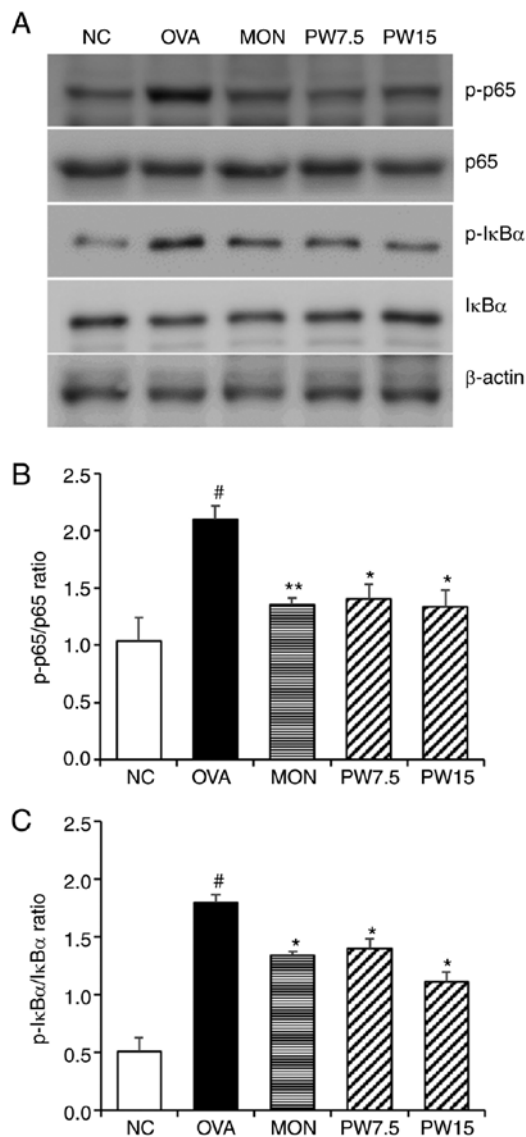 A
NC OVA MON PW7.5 PW15
p-p65
p65
p-IκBα
IκBα
β-actin
B
p-p65/p65 ratio
2.5
2.0
1.5
1.0
0.5
0.0
#
**
*
*
NC OVA MON PW7.5 PW15
C
p-IκBα/IκBα ratio
2.5
2.0
1.5
1.0
0.5
0.0
#
*
*
*
NC OVA MON PW7.5 PW15